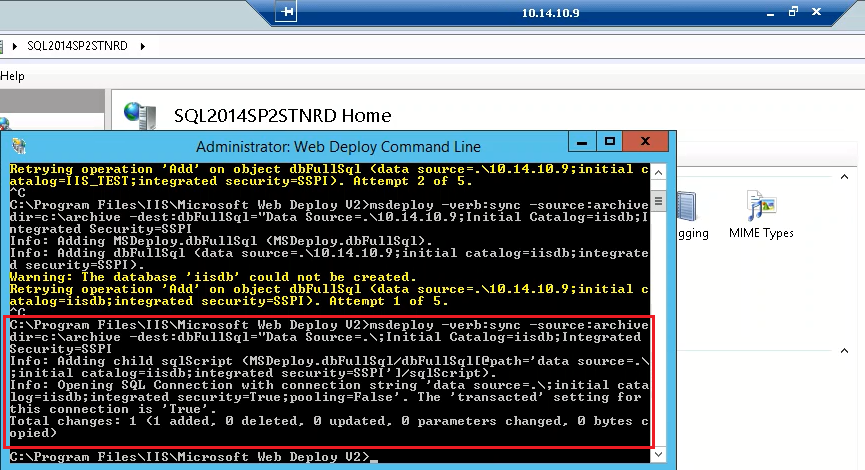 10.14.10.9
SQL2014SP2STNRD
Help
SQL2014SP2STNRD Home
Administrator: Web Deploy Command Line
Retrying operation 'Add' on object dbFullSql (data source=.\10.14.10.9;initial c
atalog=IIS_TEST;integrated security=SSPI). Attempt 2 of 5.
^C
C:\Program Files\IIS\Microsoft Web Deploy V2>msdeploy -verb:sync -source:archive
dir=c:\archive -dest:dbFullSql="Data Source=.\10.14.10.9;Initial Catalog=iisdb;I
ntegrated Security=SSPI
Info: Adding MSDeploy.dbFullSql (MSDeploy.dbFullSql).
Info: Adding dbFullSql (data source=.\10.14.10.9;initial catalog=iisdb;integrate
d security=SSPI).
Warning: The database 'iisdb' could not be created.
Retrying operation 'Add' on object dbFullSql (data source=.\10.14.10.9;initial c
atalog=iisdb;integrated security=SSPI). Attempt 1 of 5.
^C
C:\Program Files\IIS\Microsoft Web Deploy V2>msdeploy -verb:sync -source:archive
dir=c:\archive -dest:dbFullSql="Data Source=.\;Initial Catalog=iisdb;Integrated
Security=SSPI
Info: Adding child sqlScript (MSDeploy.dbFullSql/dbFullSql[@path='data source=.\
;initial catalog=iisdb;integrated security=SSPI']/sqlScript).
Info: Opening SQL Connection with connection string 'data source=.\;initial cata
log=iisdb;integrated security=True;pooling=False'. The 'transacted' setting for
this connection is 'True'.
Total changes: 1 (1 added, 0 deleted, 0 updated, 0 parameters changed, 0 bytes c
opied)
C:\Program Files\IIS\Microsoft Web Deploy V2>_
gging
MIME Types